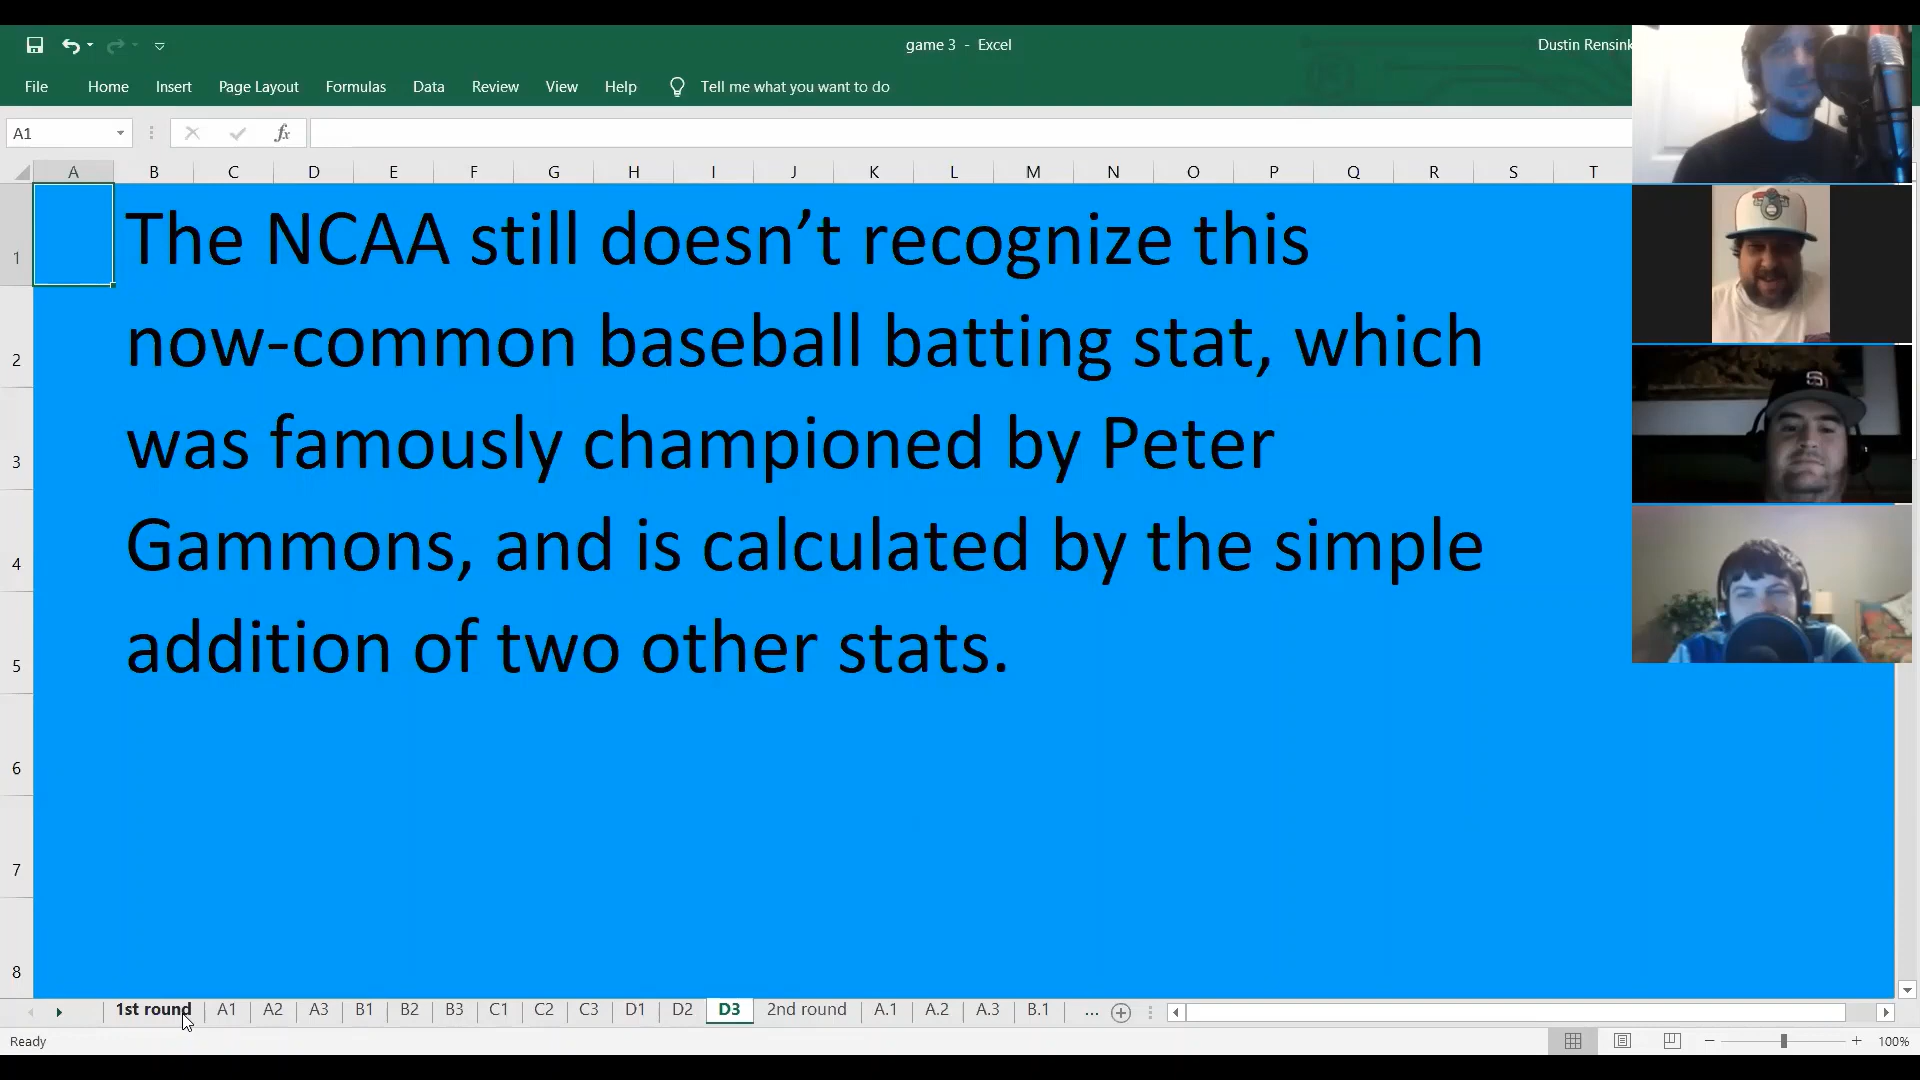 game 3 - Excel
Dustin Rensink
File Home Insert Page Layout Formulas Data Review View Help Tell me what you want to do
A1
fx
A B C D E F G H I J K L M N O P Q R S T
1 The NCAA still doesn’t recognize this
2 now-common baseball batting stat, which
3 was famously championed by Peter
4 Gammons, and is calculated by the simple
5 addition of two other stats.
6
7
8
1st round A1 A2 A3 B1 B2 B3 C1 C2 C3 D1 D2 D3 2nd round A.1 A.2 A.3 B.1 ...
Ready
100%